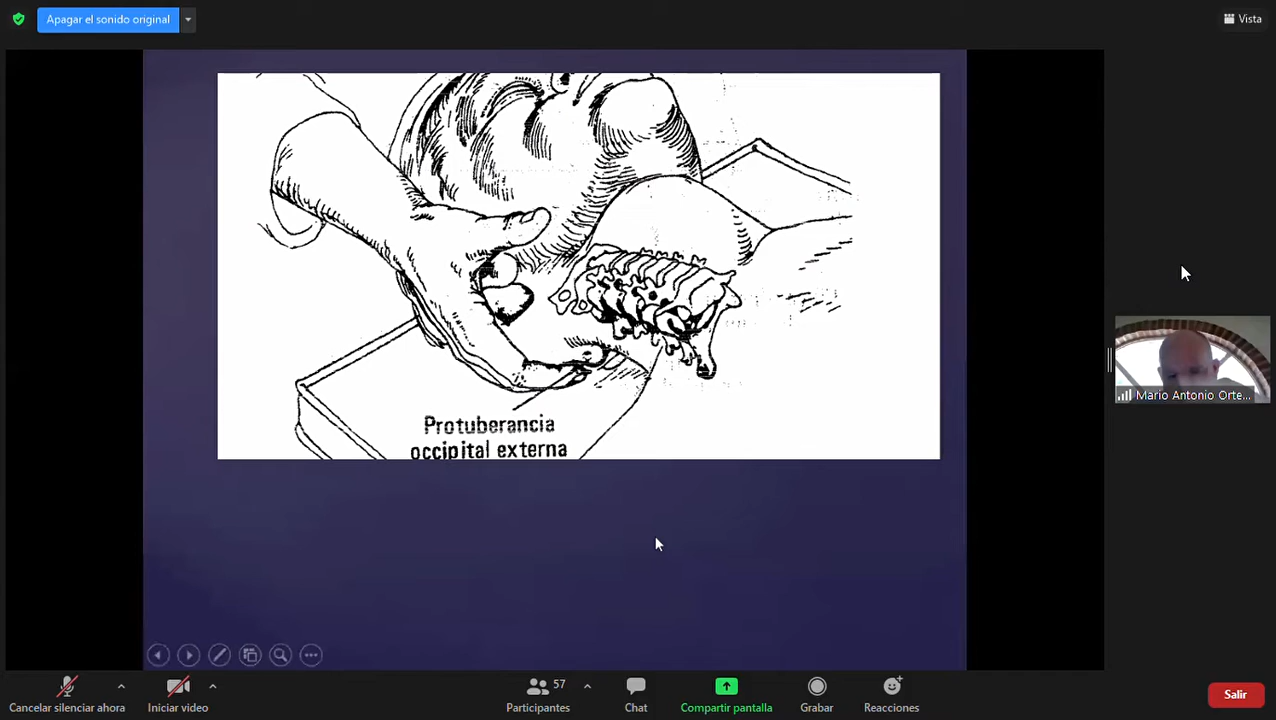 Apagar el sonido original
Vista
Protuberancia
occipital externa
Mario Antonio Orte...
57
Cancelar silenciar ahora
Iniciar video
Participantes
Chat
Compartir pantalla
Grabar
Reacciones
Salir